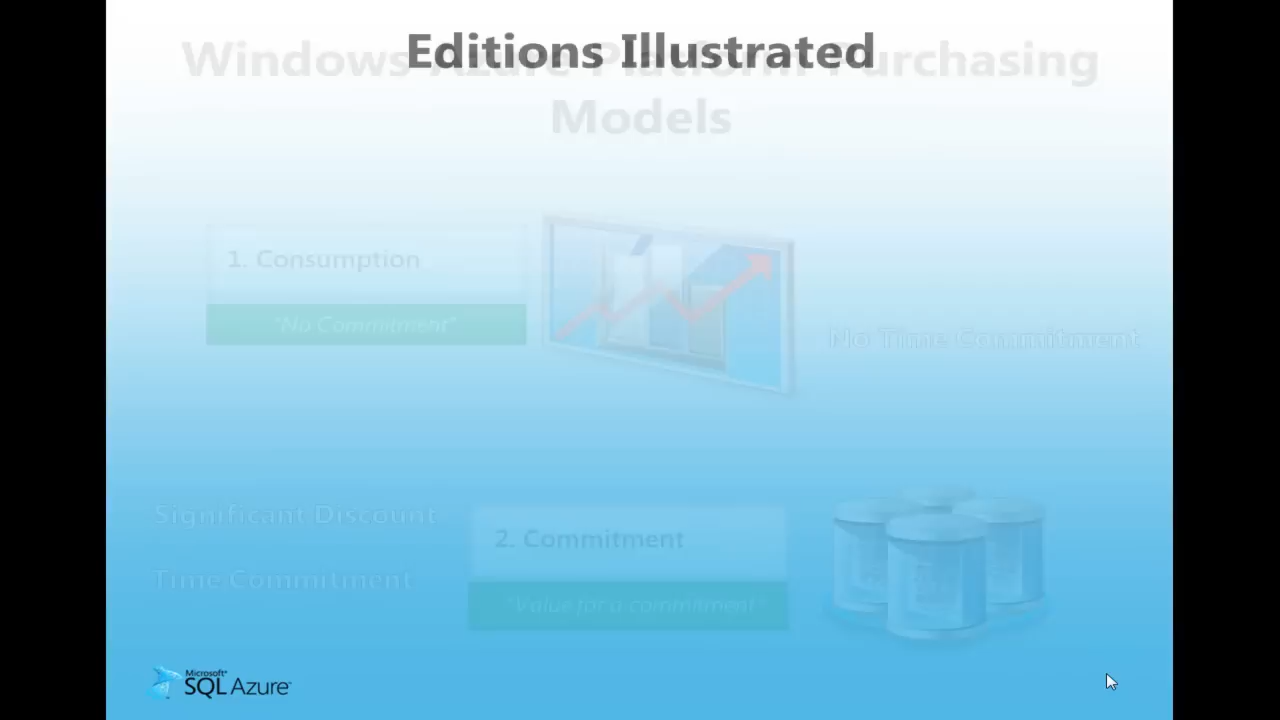 Editions Illustrated
Windows Azure Platform Purchasing
Models
1. Consumption
"No Commitment"
No Time Commitment
Significant Discount
Time Commitment
2. Commitment
"Value for a commitment"
Microsoft®
SQL Azure™